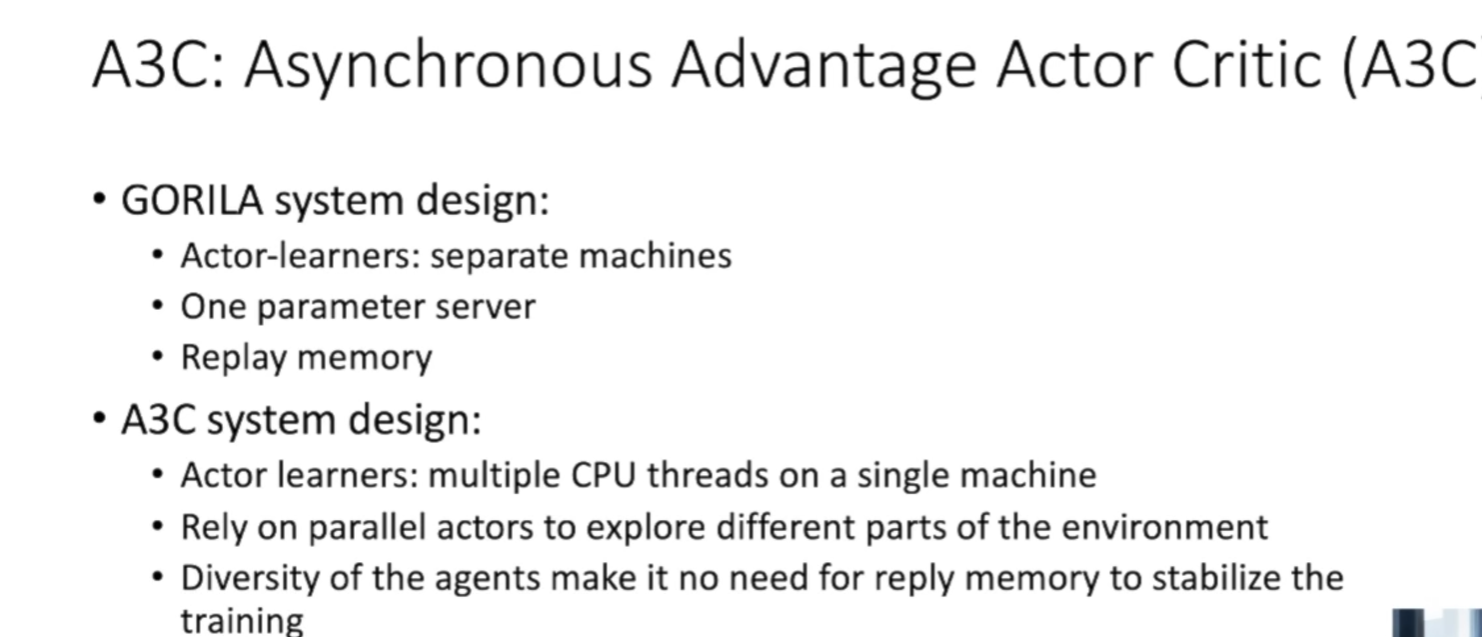 A3C: Asynchronous Advantage Actor Critic (A3C)
• GORILA system design:
• Actor-learners: separate machines
• One parameter server
• Replay memory
• A3C system design:
• Actor learners: multiple CPU threads on a single machine
• Rely on parallel actors to explore different parts of the environment
• Diversity of the agents make it no need for reply memory to stabilize the
training